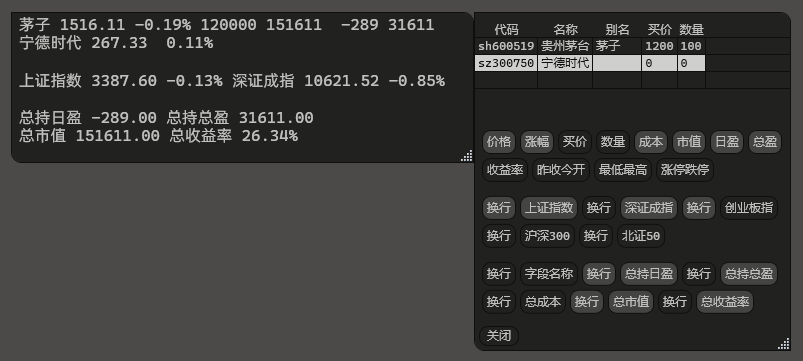 茅子 1516.11 -0.19% 120000 151611 -289 31611
宁德时代 267.33 0.11%
上证指数 3387.60 -0.13% 深证成指 10621.52 -0.85%
总持日盈 -289.00 总持总盈 31611.00
总市值 151611.00 总收益率 26.34%
代码 名称 别名 买价 数量
sh600519 贵州茅台 茅子 1200 100
sz300750 宁德时代 0 0
价格 涨幅 买价 数量 成本 市值 日盈 总盈
收益率 昨收今开 最低最高 涨停跌停
换行 上证指数 换行 深证成指 换行 创业板指
换行 沪深300 换行 北证50
换行 字段名称 换行 总持日盈 换行 总持总盈
换行 总成本 换行 总市值 换行 总收益率
关闭